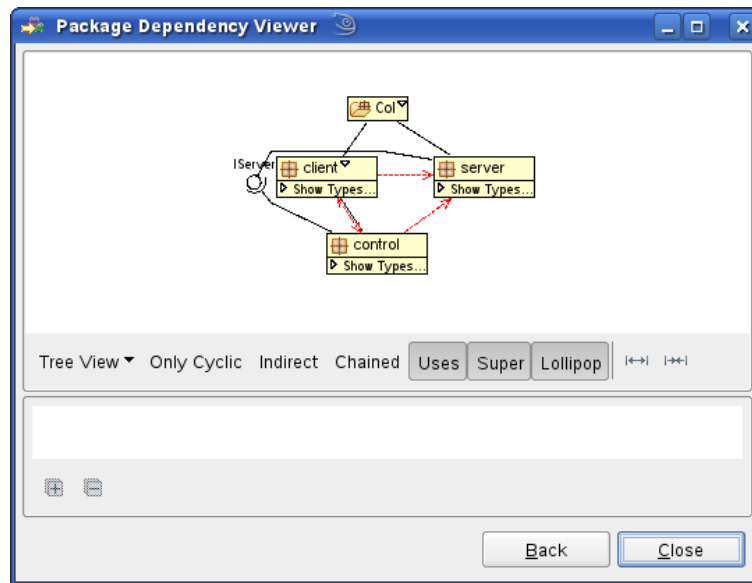 Package Dependency Viewer
Col
IServer
client
server
Show Types...
Show Types...
control
Show Types...
Tree View Only Cyclic Indirect Chained Uses Super Lollipop
Back Close